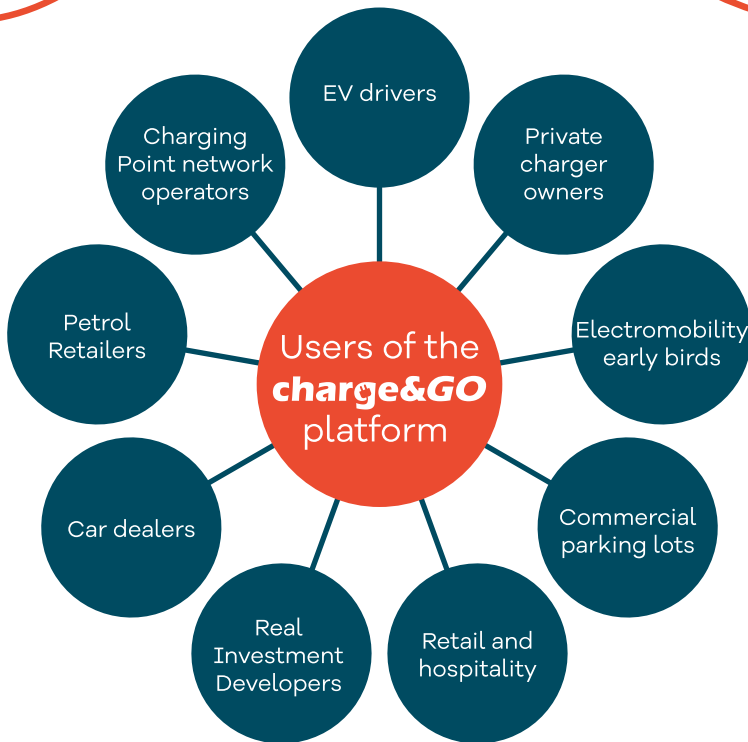 EV drivers
Private
charger
owners
Electromobility
early birds
Commercial
parking lots
Retail and
hospitality
Real
Investment
Developers
Car dealers
Petrol
Retailers
Charging
Point network
operators
Users of the
charge&GO
platform